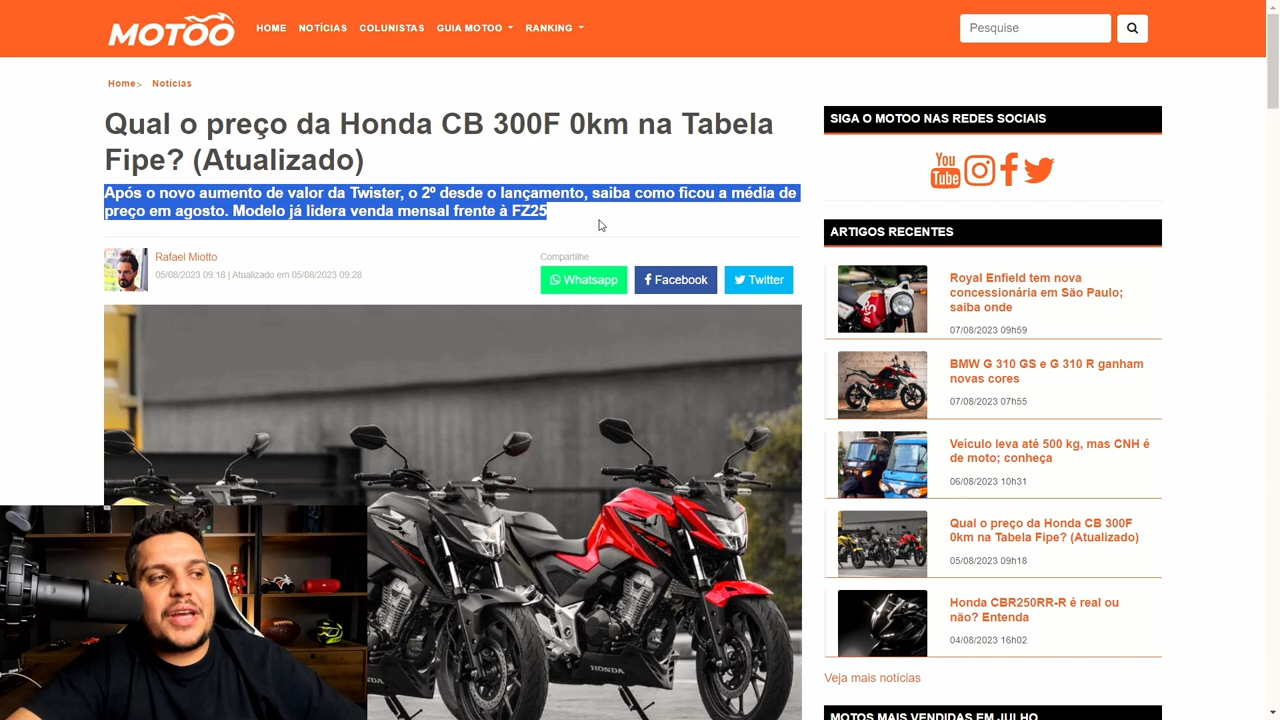 MOTOO
HOME NOTÍCIAS COLUNISTAS GUIA MOTOO RANKING
Pesquise
Home> Notícias
Qual o preço da Honda CB 300F 0km na Tabela
Fipe? (Atualizado)
Após o novo aumento de valor da Twister, o 2º desde o lançamento, saiba como ficou a média de
preço em agosto. Modelo já lidera venda mensal frente à FZ25
Rafael Miotto
05/08/2023 09:18 | Atualizado em 05/08/2023 09:28
Compartilhe
Whatsapp
Facebook
Twitter
HONDA
SIGA O MOTOO NAS REDES SOCIAIS
You
Tube
ARTIGOS RECENTES
Royal Enfield tem nova
concessionária em São Paulo;
saiba onde
07/08/2023 09h59
BMW G 310 GS e G 310 R ganham
novas cores
07/08/2023 07h55
Veículo leva até 500 kg, mas CNH é
de moto; conheça
06/08/2023 10h31
Qual o preço da Honda CB 300F
0km na Tabela Fipe? (Atualizado)
05/08/2023 09h18
Honda CBR250RR-R é real ou
não? Entenda
04/08/2023 16h02
Veja mais notícias
MOTOS MAIS VENDIDAS EM JULHO